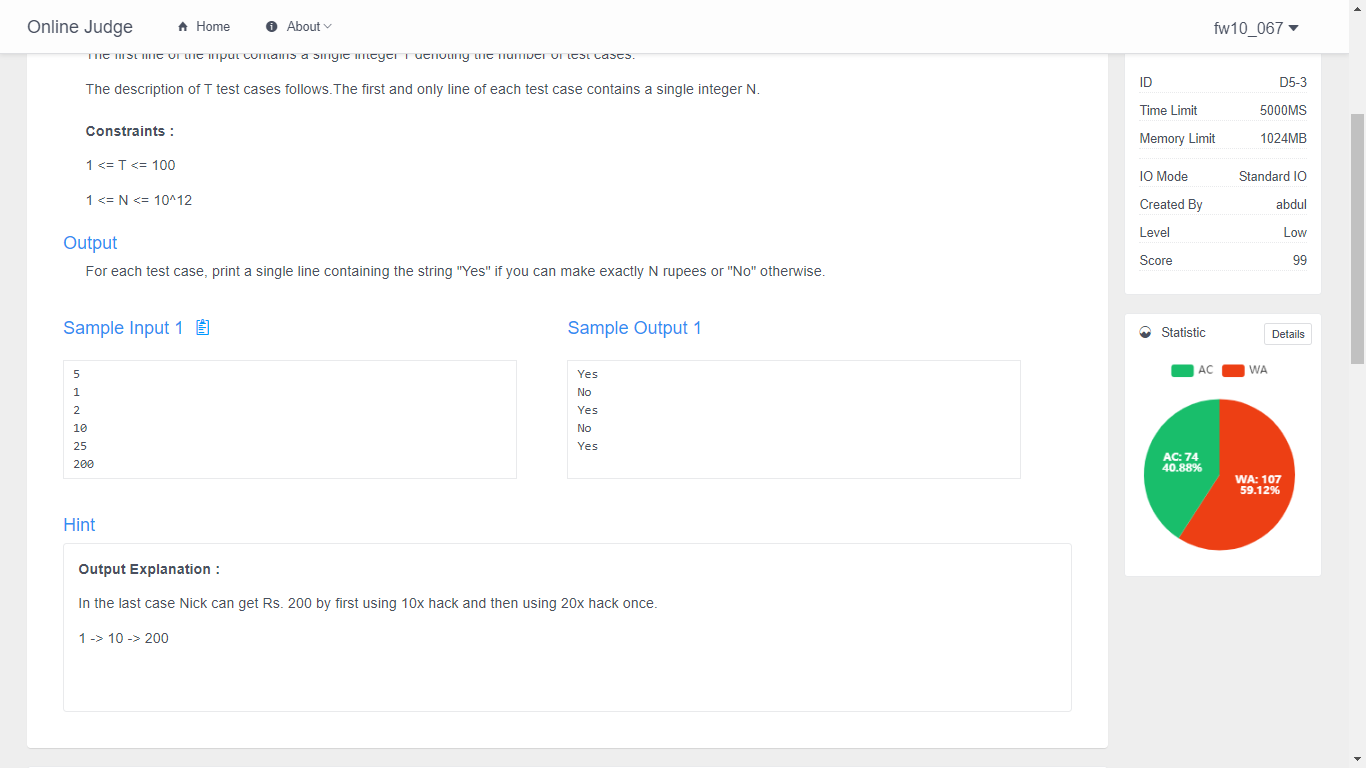 Online Judge
Home
About
fw10_067
The first line of the input contains a single integer T denoting the number of test cases.
The description of T test cases follows.The first and only line of each test case contains a single integer N.
Constraints :
1 <= T <= 100
1 <= N <= 10^12
Output
For each test case, print a single line containing the string "Yes" if you can make exactly N rupees or "No" otherwise.
Sample Input 1
5
1
2
10
25
200
Sample Output 1
Yes
No
Yes
No
Yes
Hint
Output Explanation :
In the last case Nick can get Rs. 200 by first using 10x hack and then using 20x hack once.
1 -> 10 -> 200
ID D5-3
Time Limit 5000MS
Memory Limit 1024MB
IO Mode Standard IO
Created By abdul
Level Low
Score 99
Statistic
Details
AC WA
AC: 74
40.88%
WA: 107
59.12%